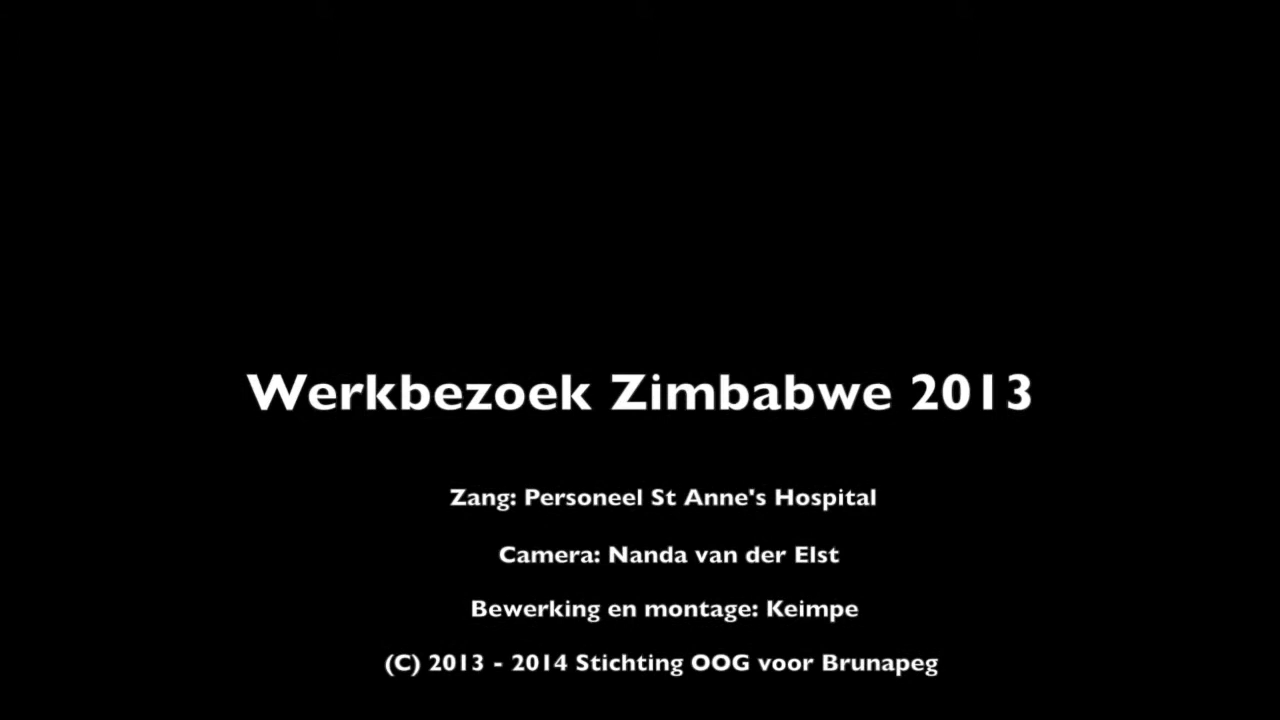 Werkbezoek Zimbabwe 2013
Zang: Personeel St Anne's Hospital
Camera: Nanda van der Elst
Bewerking en montage: Keimpe
(C) 2013 - 2014 Stichting OOG voor Brunapeg